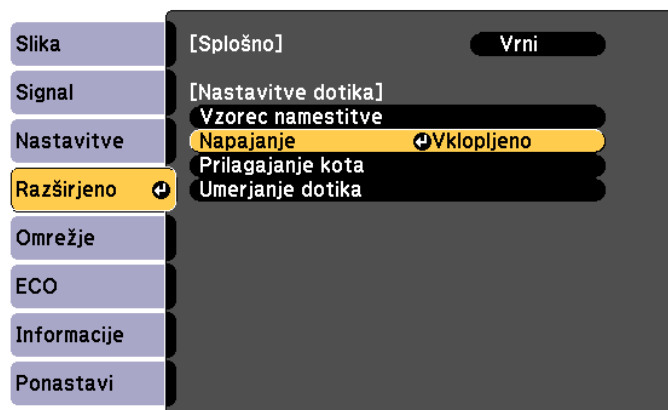 Slika
Signal
Nastavitve
Razširjeno
Omrežje
ECO
Informacije
Ponastavi
[Splošno] Vrni
[Nastavitve dotika]
Vzorec namestitve
Napajanje Vklopljeno
Prilagajanje kota
Umerjanje dotika